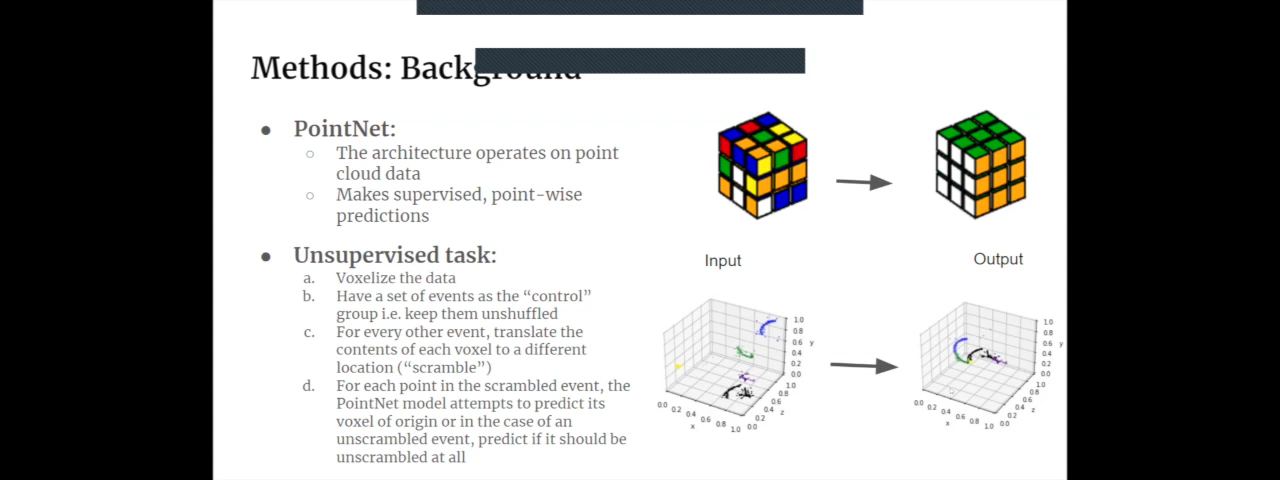 Methods: Background
● PointNet:
○ The architecture operates on point
cloud data
○ Makes supervised, point-wise
predictions
● Unsupervised task:
a. Voxelize the data
b. Have a set of events as the “control”
group i.e. keep them unshuffled
c. For every other event, translate the
contents of each voxel to a different
location (“scramble”)
d. For each point in the scrambled event, the
PointNet model attempts to predict its
voxel of origin or in the case of an
unscrambled event, predict if it should be
unscrambled at all
Input
Output
1.0
0.8
0.6 y
0.4
0.2
0.0
1.0
0.8
0.6
0.4 z
0.2
0.0
0.0 0.2 0.4 0.6 0.8 1.0
x
1.0
0.8
0.6 y
0.4
0.2
0.0
1.0
0.8
0.6
0.4 z
0.2
0.0
0.0 0.2 0.4 0.6 0.8 1.0
x